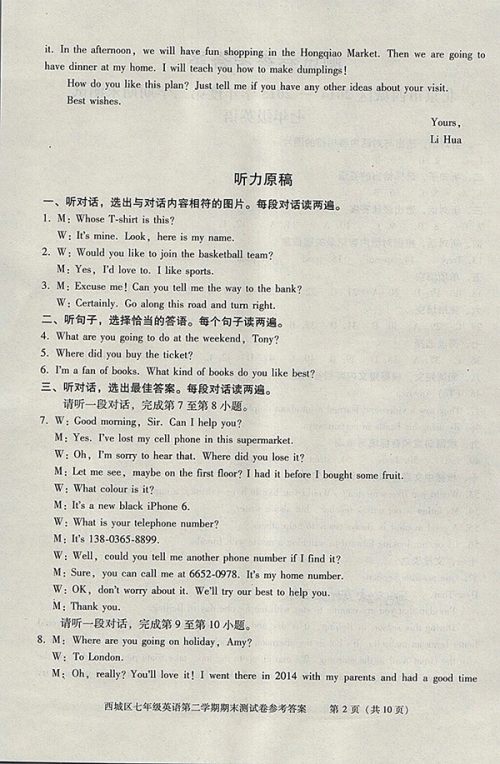 it. In the afternoon, we will have fun shopping in the Hongqiao Market. Then we are going to
have dinner at my home. I will teach you how to make dumplings!
How do you like this plan? Just tell me if you have any other ideas about your visit.
Best wishes.
Yours,
Li Hua
听力原稿
一、听对话，选出与对话内容相符的图片。每段对话读两遍。
1. M: Whose T-shirt is this?
W: It's mine. Look, here is my name.
2. W: Would you like to join the basketball team?
M: Yes, I'd love to. I like sports.
3. M: Excuse me! Can you tell me the way to the bank?
W: Certainly. Go along this road and turn right.
二、听句子，选择恰当的答语。每个句子读两遍。
4. What are you going to do at the weekend, Tony?
5. Where did you buy the ticket?
6. I'm a fan of books. What kind of books do you like best?
三、听对话，选出最佳答案。每段对话读两遍。
请听一段对话，完成第 7 至第 8 小题。
7. W: Good morning, Sir. Can I help you?
M: Yes. I've lost my cell phone in this supermarket.
W: Oh, I'm sorry to hear that. Where did you lose it?
M: Let me see, maybe on the first floor? I had it before I bought some fruit.
W: What colour is it?
M: It's a new black iPhone 6.
W: What is your telephone number?
M: It's 138-0365-8899.
W: Well, could you tell me another phone number if I find it?
M: Sure, you can call me at 6652-0978. It's my home number.
W: OK, don't worry about it. We'll try our best to help you.
M: Thank you.
请听一段对话，完成第 9 至第 10 小题。
8. M: Where are you going on holiday, Amy?
W: To London.
M: Oh, really? You'll love it! I went there in 2014 with my parents and had a good time
西城区七年级英语第二学期期末测试卷参考答案 第 2 页（共 10 页）